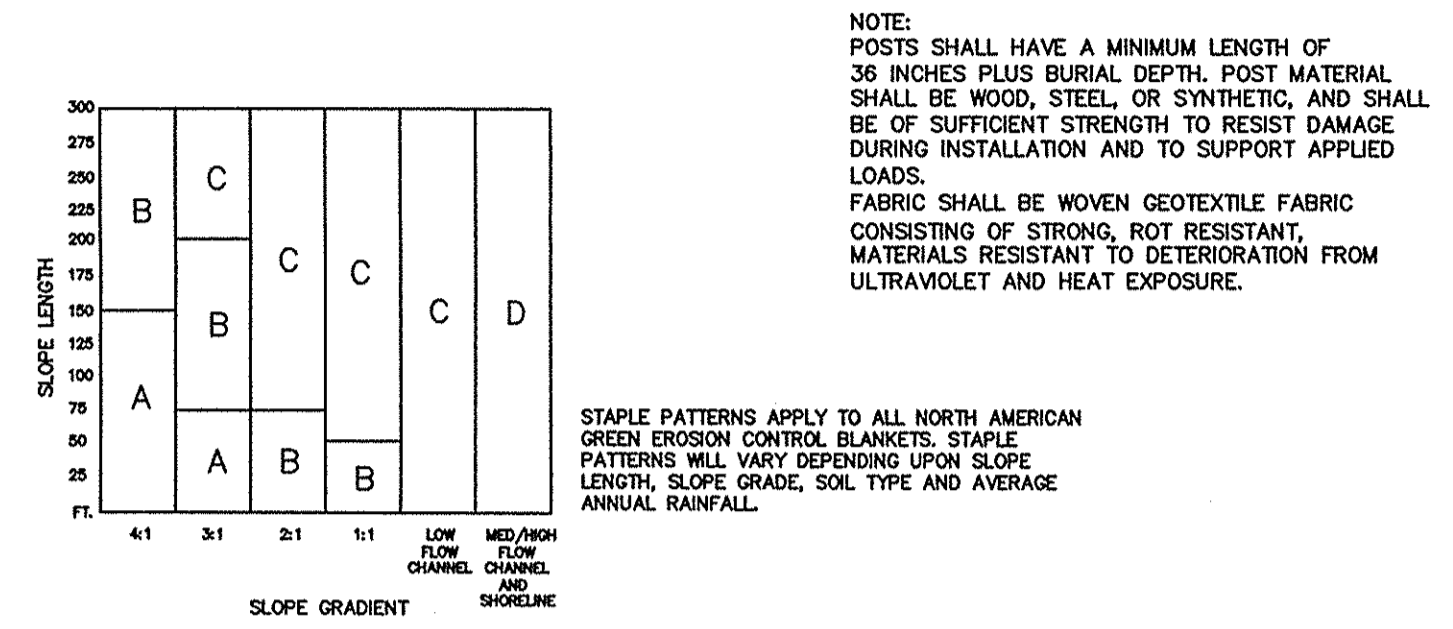 NOTE:
POSTS SHALL HAVE A MINIMUM LENGTH OF
36 INCHES PLUS BURIAL DEPTH. POST MATERIAL
SHALL BE WOOD, STEEL, OR SYNTHETIC, AND SHALL
BE OF SUFFICIENT STRENGTH TO RESIST DAMAGE
DURING INSTALLATION AND TO SUPPORT APPLIED
LOADS.
FABRIC SHALL BE WOVEN GEOTEXTILE FABRIC
CONSISTING OF STRONG, ROT RESISTANT,
MATERIALS RESISTANT TO DETERIORATION FROM
ULTRAVIOLET AND HEAT EXPOSURE.
SLOPE LENGTH
300
275
250
225
200
175
150
125
100
75
50
25
FT.
B
A
C
B
A
C
B
C
B
C
D
4:1
3:1
2:1
1:1
LOW
FLOW
CHANNEL
MED/HIGH
FLOW
CHANNEL
AND
SHORELINE
SLOPE GRADIENT
STAPLE PATTERNS APPLY TO ALL NORTH AMERICAN
GREEN EROSION CONTROL BLANKETS. STAPLE
PATTERNS WILL VARY DEPENDING UPON SLOPE
LENGTH, SLOPE GRADE, SOIL TYPE AND AVERAGE
ANNUAL RAINFALL.